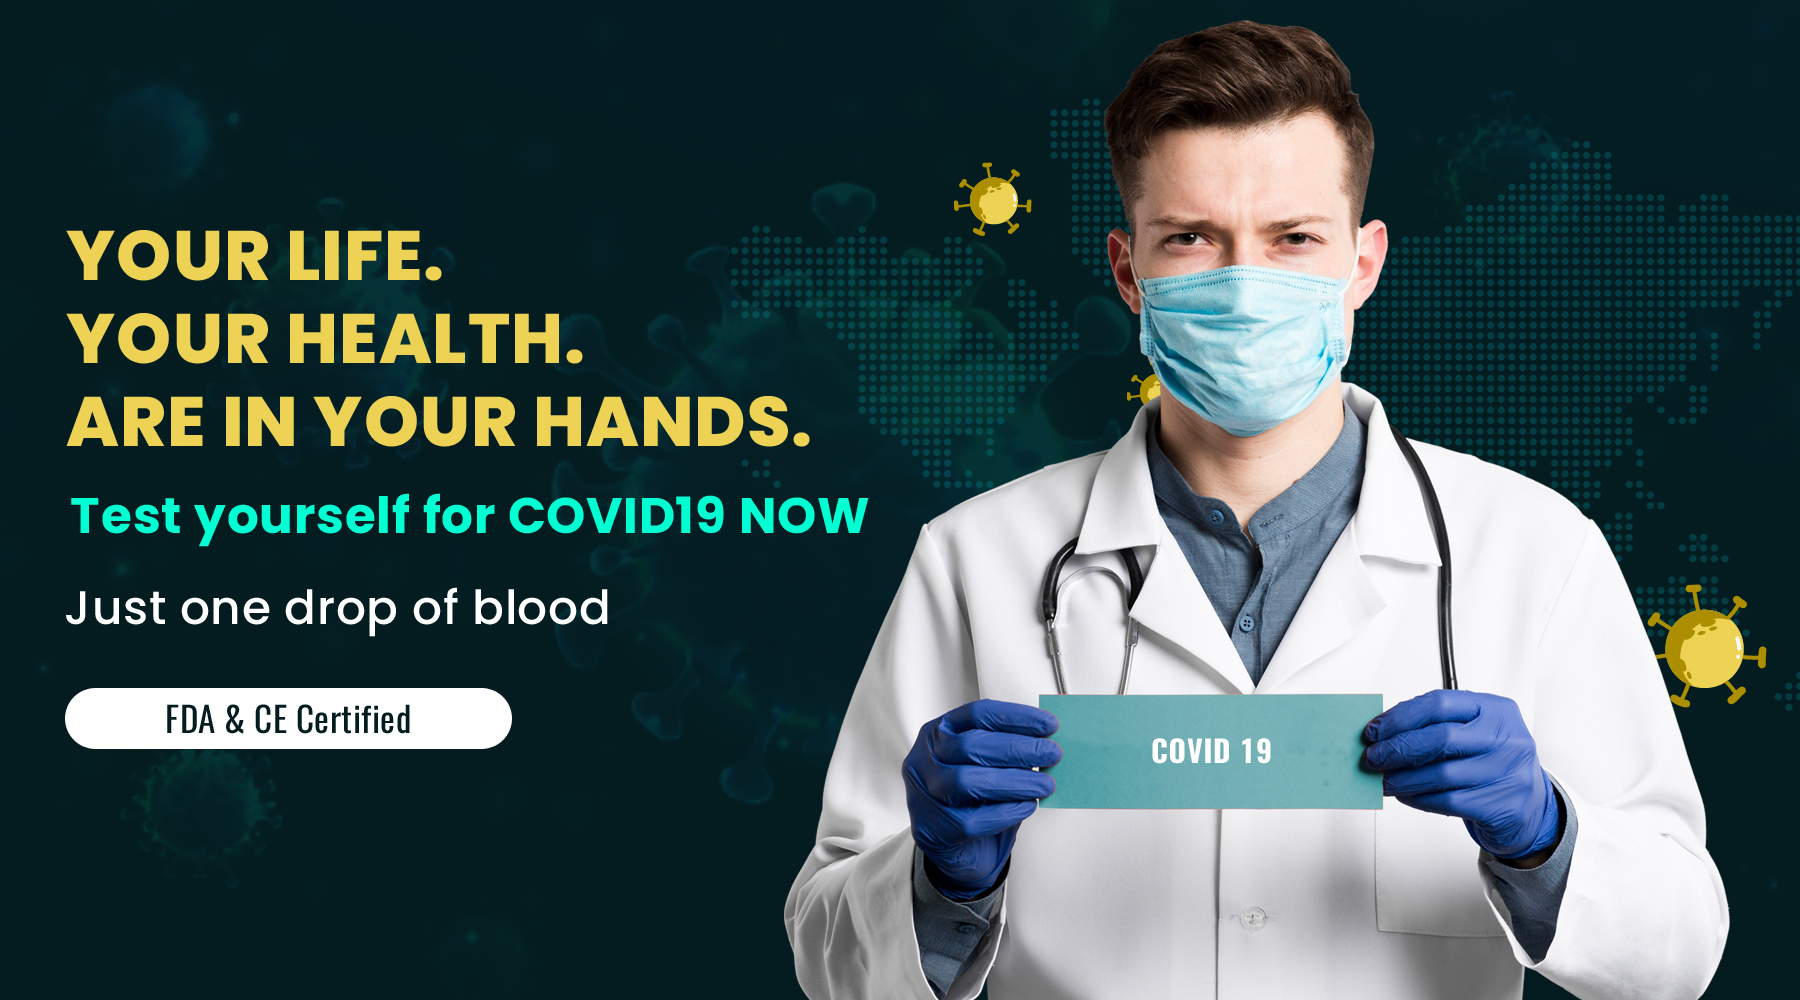 YOUR LIFE.
YOUR HEALTH.
ARE IN YOUR HANDS.
Test yourself for COVID19 NOW
Just one drop of blood
FDA & CE Certified
COVID 19